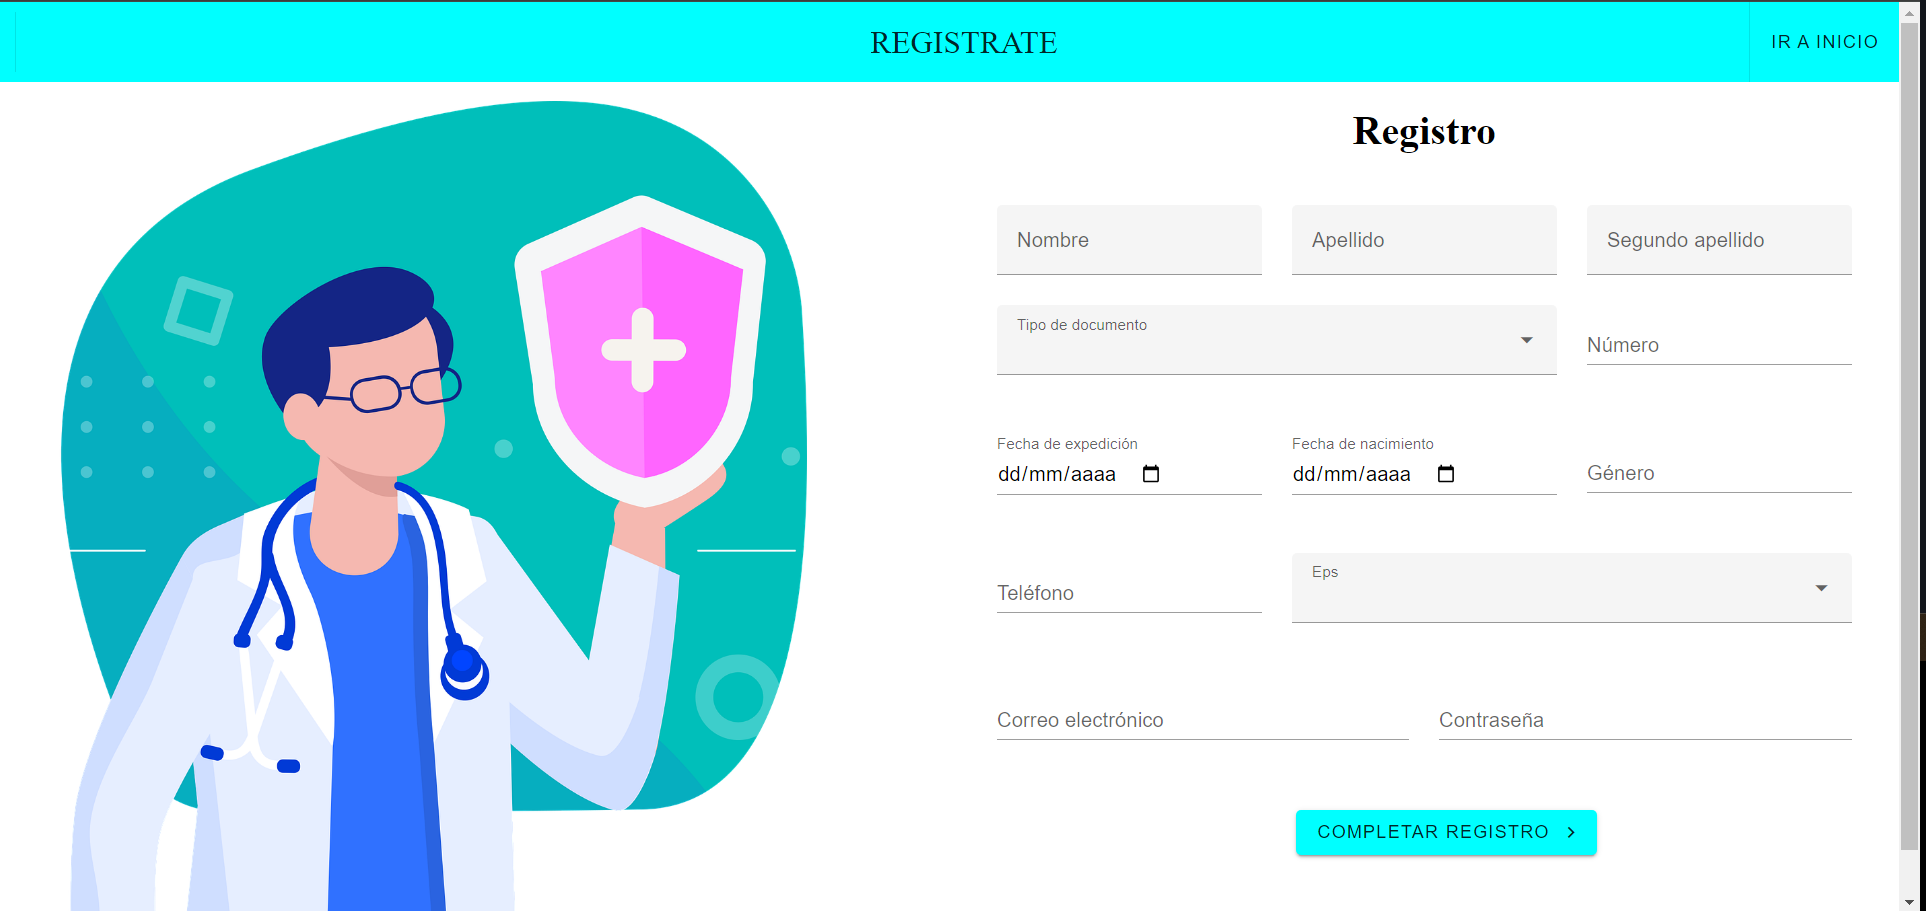 REGISTRATE
IR A INICIO
Registro
Nombre
Apellido
Segundo apellido
Tipo de documento
Número
Fecha de expedición
dd/mm/aaaa
Fecha de nacimiento
dd/mm/aaaa
Género
Teléfono
Eps
Correo electrónico
Contraseña
COMPLETAR REGISTRO